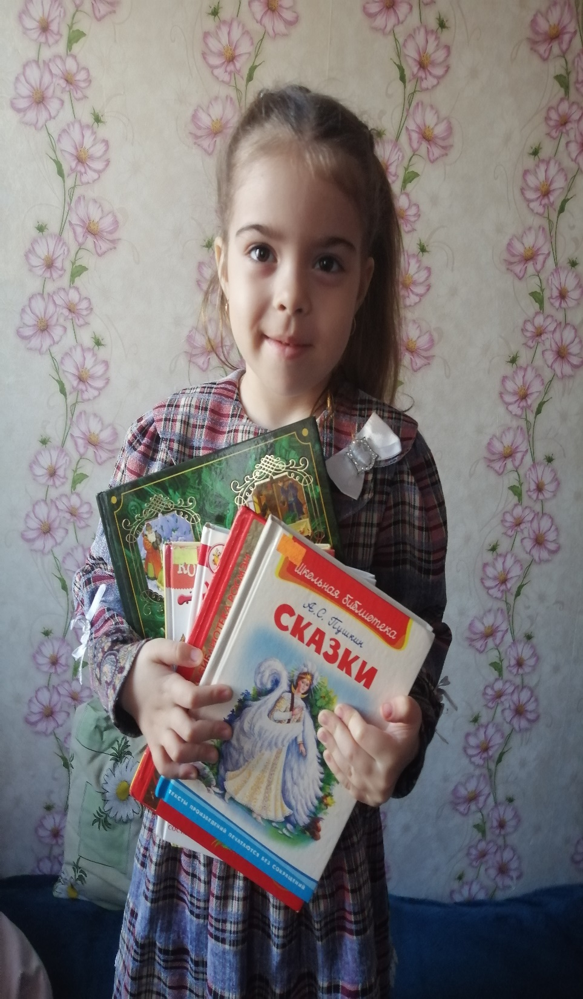 Школьная библиотека
А.С. Пушкин
СКАЗКИ
ТЕКСТЫ ПРОИЗВЕДЕНИЙ ПЕЧАТАЮТСЯ БЕЗ СОКРАЩЕНИЙ